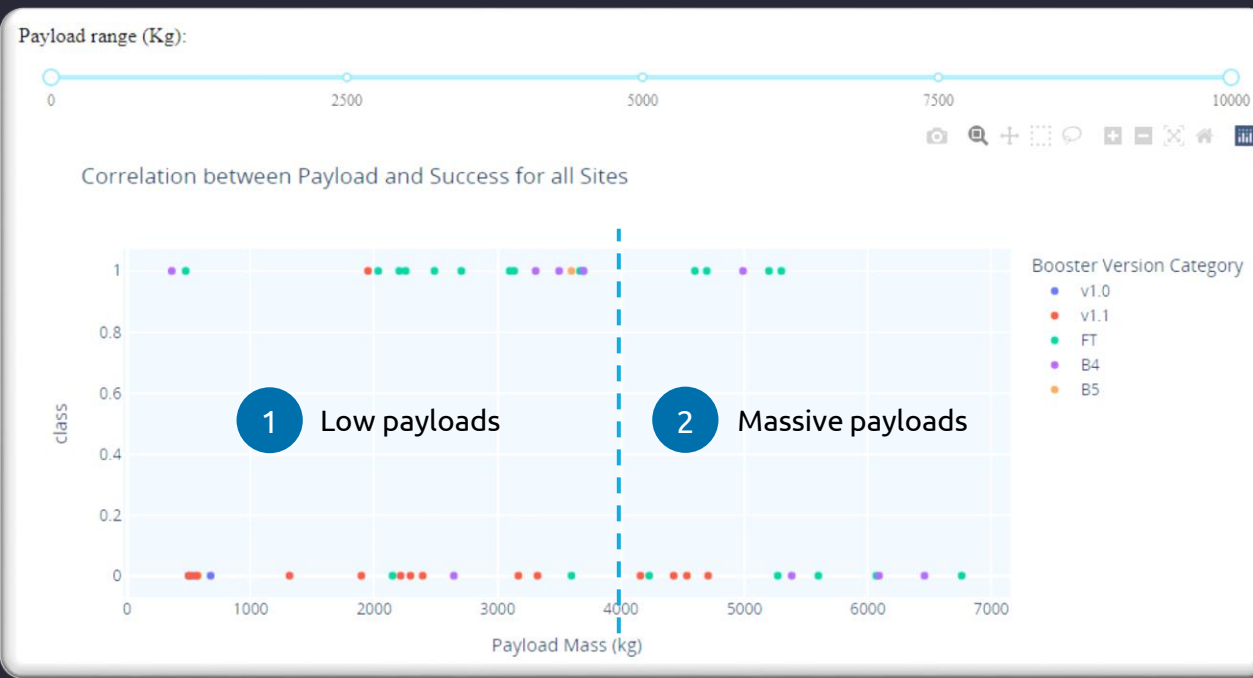 Payload range (Kg):
0 2500 5000 7500 10000
Correlation between Payload and Success for all Sites
Booster Version Category
v1.0
v1.1
FT
B4
B5
class
1
0.8
0.6
0.4
0.2
0
1 Low payloads
2 Massive payloads
0 1000 2000 3000 4000 5000 6000 7000
Payload Mass (kg)